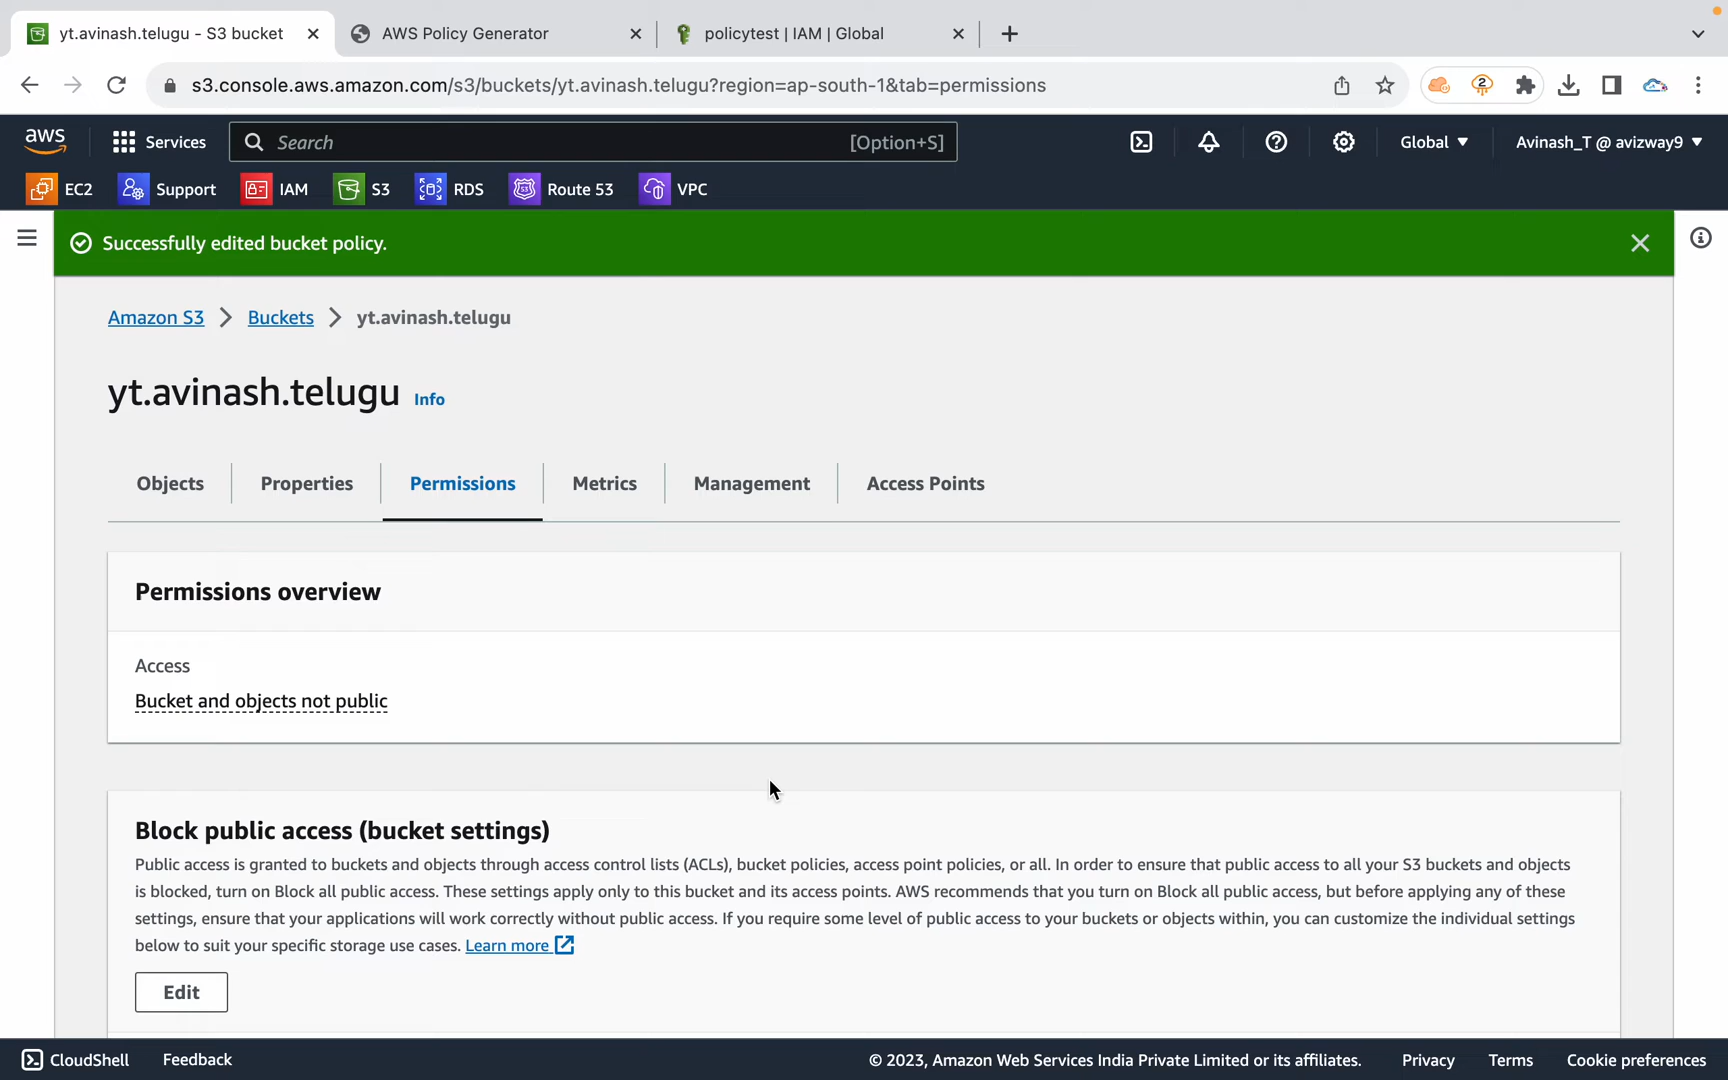 yt.avinash.telugu - S3 bucket
AWS Policy Generator
policytest | IAM | Global
s3.console.aws.amazon.com/s3/buckets/yt.avinash.telugu?region=ap-south-1&tab=permissions
2
aws
Services
Search
[Option+S]
Global
Avinash_T @ avizway9
EC2
Support
IAM
S3
RDS
Route 53
VPC
Successfully edited bucket policy.
Amazon S3 > Buckets > yt.avinash.telugu
yt.avinash.telugu Info
Objects
Properties
Permissions
Metrics
Management
Access Points
Permissions overview
Access
Bucket and objects not public
Block public access (bucket settings)
Public access is granted to buckets and objects through access control lists (ACLs), bucket policies, access point policies, or all. In order to ensure that public access to all your S3 buckets and objects
is blocked, turn on Block all public access. These settings apply only to this bucket and its access points. AWS recommends that you turn on Block all public access, but before applying any of these
settings, ensure that your applications will work correctly without public access. If you require some level of public access to your buckets or objects within, you can customize the individual settings
below to suit your specific storage use cases. Learn more
Edit
CloudShell
Feedback
© 2023, Amazon Web Services India Private Limited or its affiliates.
Privacy
Terms
Cookie preferences